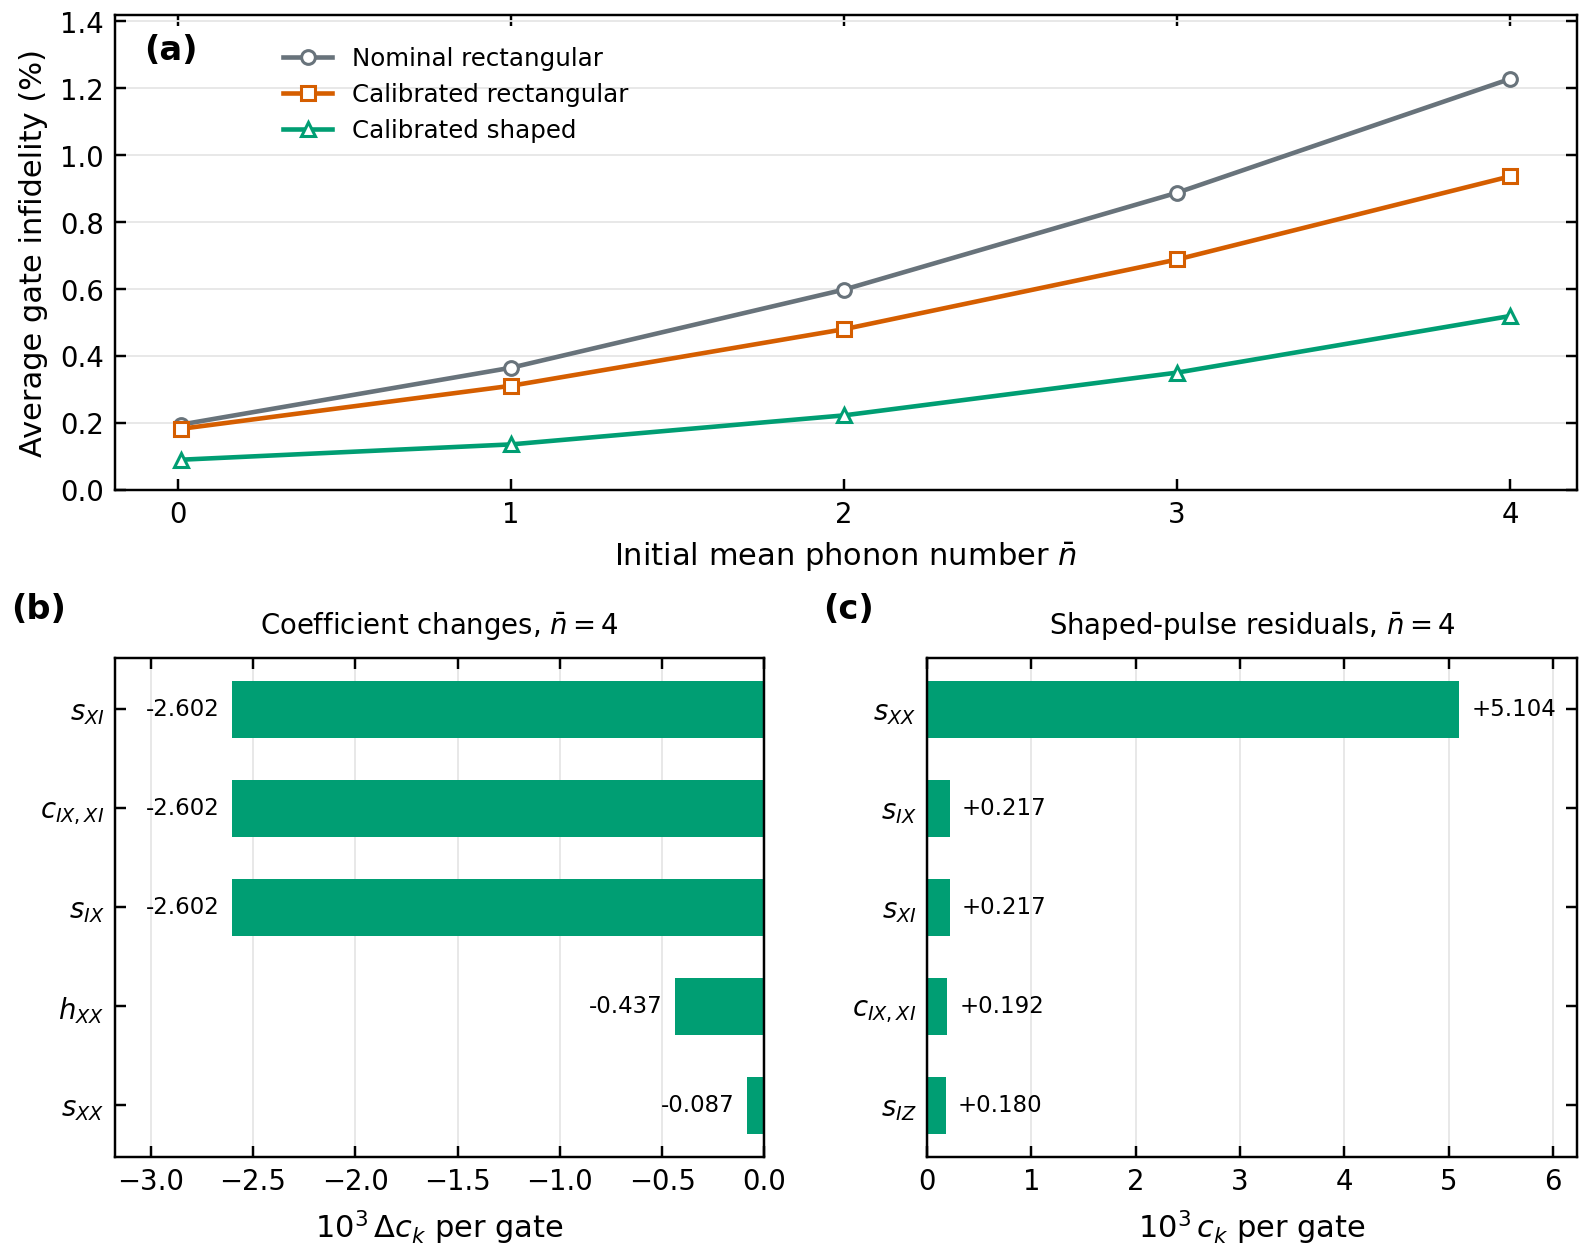 (a)
Nominal rectangular
Calibrated rectangular
Calibrated shaped
Average gate infidelity (%)
1.4
1.2
1.0
0.8
0.6
0.4
0.2
0.0
0 1 2 3 4
Initial mean phonon number n̄
(b)
Coefficient changes, n̄ = 4
s_XI -2.602
c_IX, XI -2.602
s_IX -2.602
h_XX -0.437
s_XX -0.087
−3.0 −2.5 −2.0 −1.5 −1.0 −0.5 0.0
10³ Δc_k per gate
(c)
Shaped-pulse residuals, n̄ = 4
s_XX +5.104
s_IX +0.217
s_XI +0.217
c_IX, XI +0.192
s_IZ +0.180
0 1 2 3 4 5 6
10³ c_k per gate